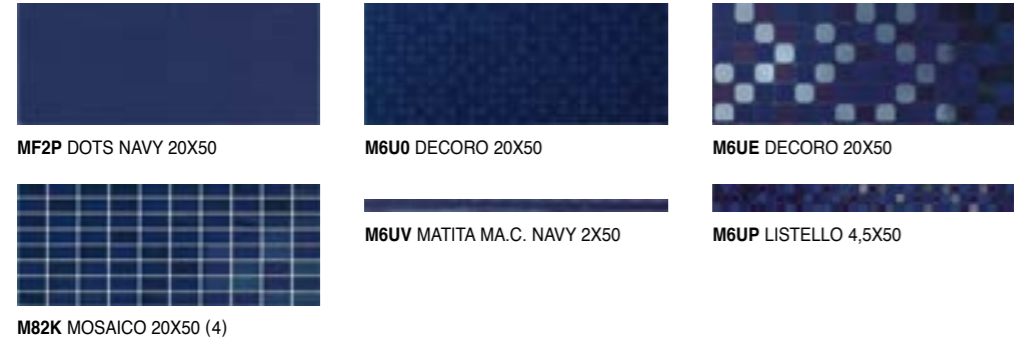 MF2P DOTS NAVY 20X50
M6U0 DECORO 20X50
M6UE DECORO 20X50
M6UV MATITA MA.C. NAVY 2X50
M6UP LISTELLO 4,5X50
M82K MOSAICO 20X50 (4)